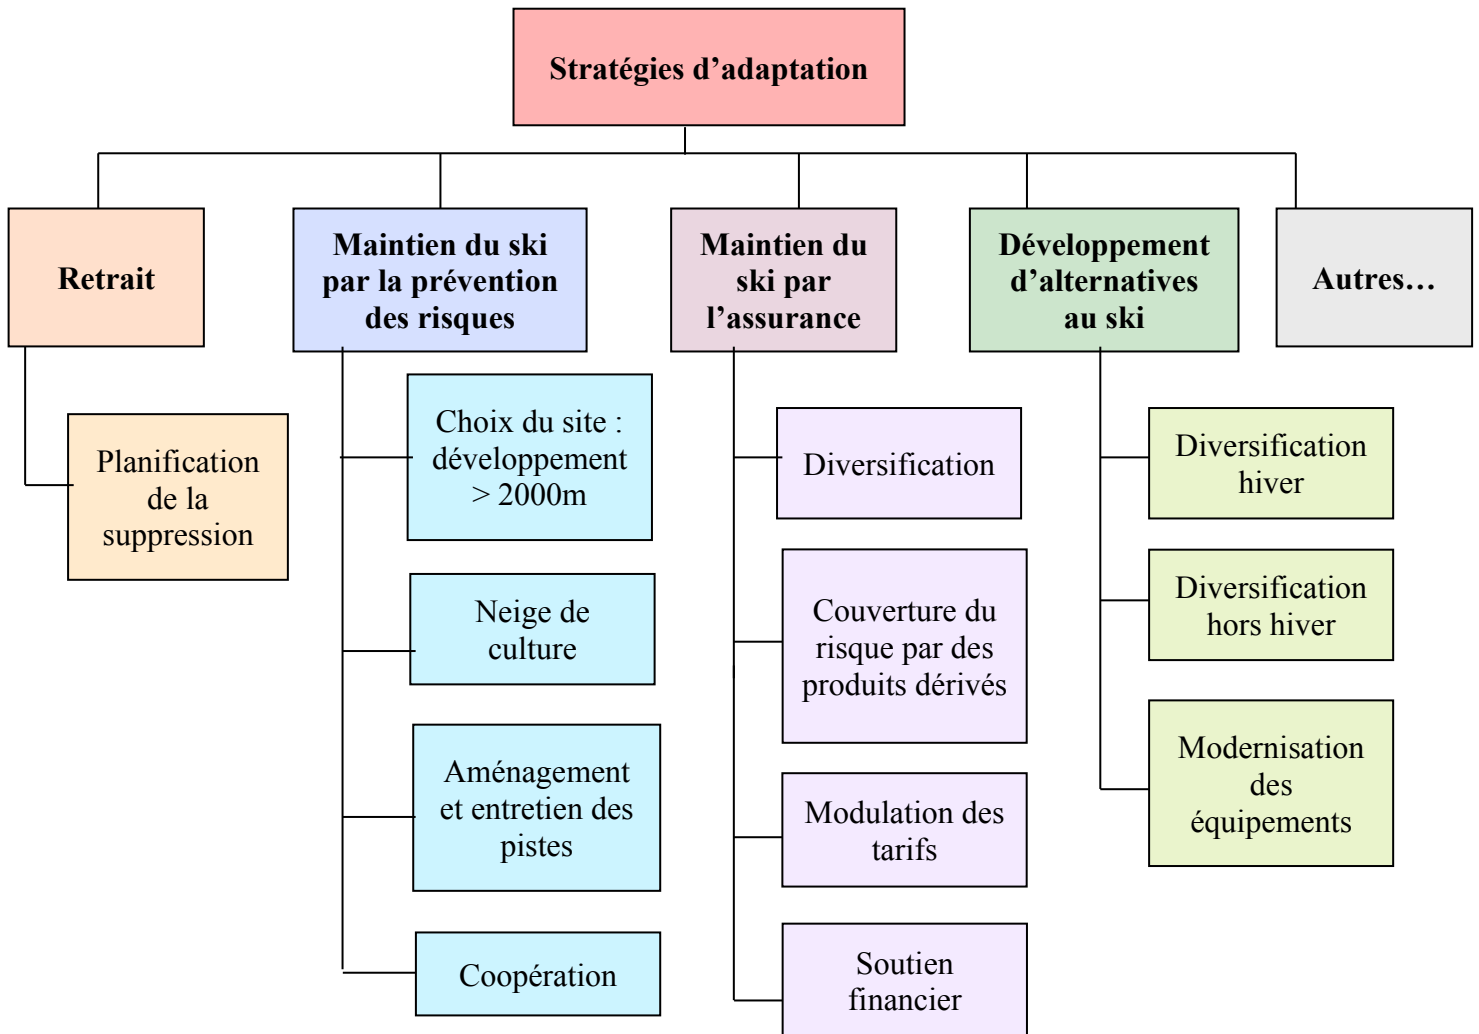 Stratégies d’adaptation
Retrait
Maintien du ski
par la prévention
des risques
Maintien du
ski par
l’assurance
Développement
d’alternatives
au ski
Autres…
Planification
de la
suppression
Choix du site :
développement
> 2000m
Neige de
culture
Aménagement
et entretien des
pistes
Coopération
Diversification
Couverture du
risque par des
produits dérivés
Modulation des
tarifs
Soutien
financier
Diversification
hiver
Diversification
hors hiver
Modernisation
des
équipements